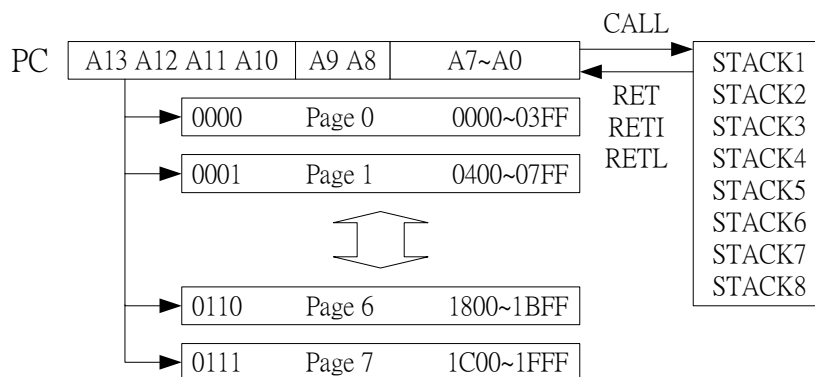 CALL
PC A13 A12 A11 A10 A9 A8 A7~A0
RET
RETI
RETL
STACK1
STACK2
STACK3
STACK4
STACK5
STACK6
STACK7
STACK8
0000 Page 0 0000~03FF
0001 Page 1 0400~07FF
0110 Page 6 1800~1BFF
0111 Page 7 1C00~1FFF